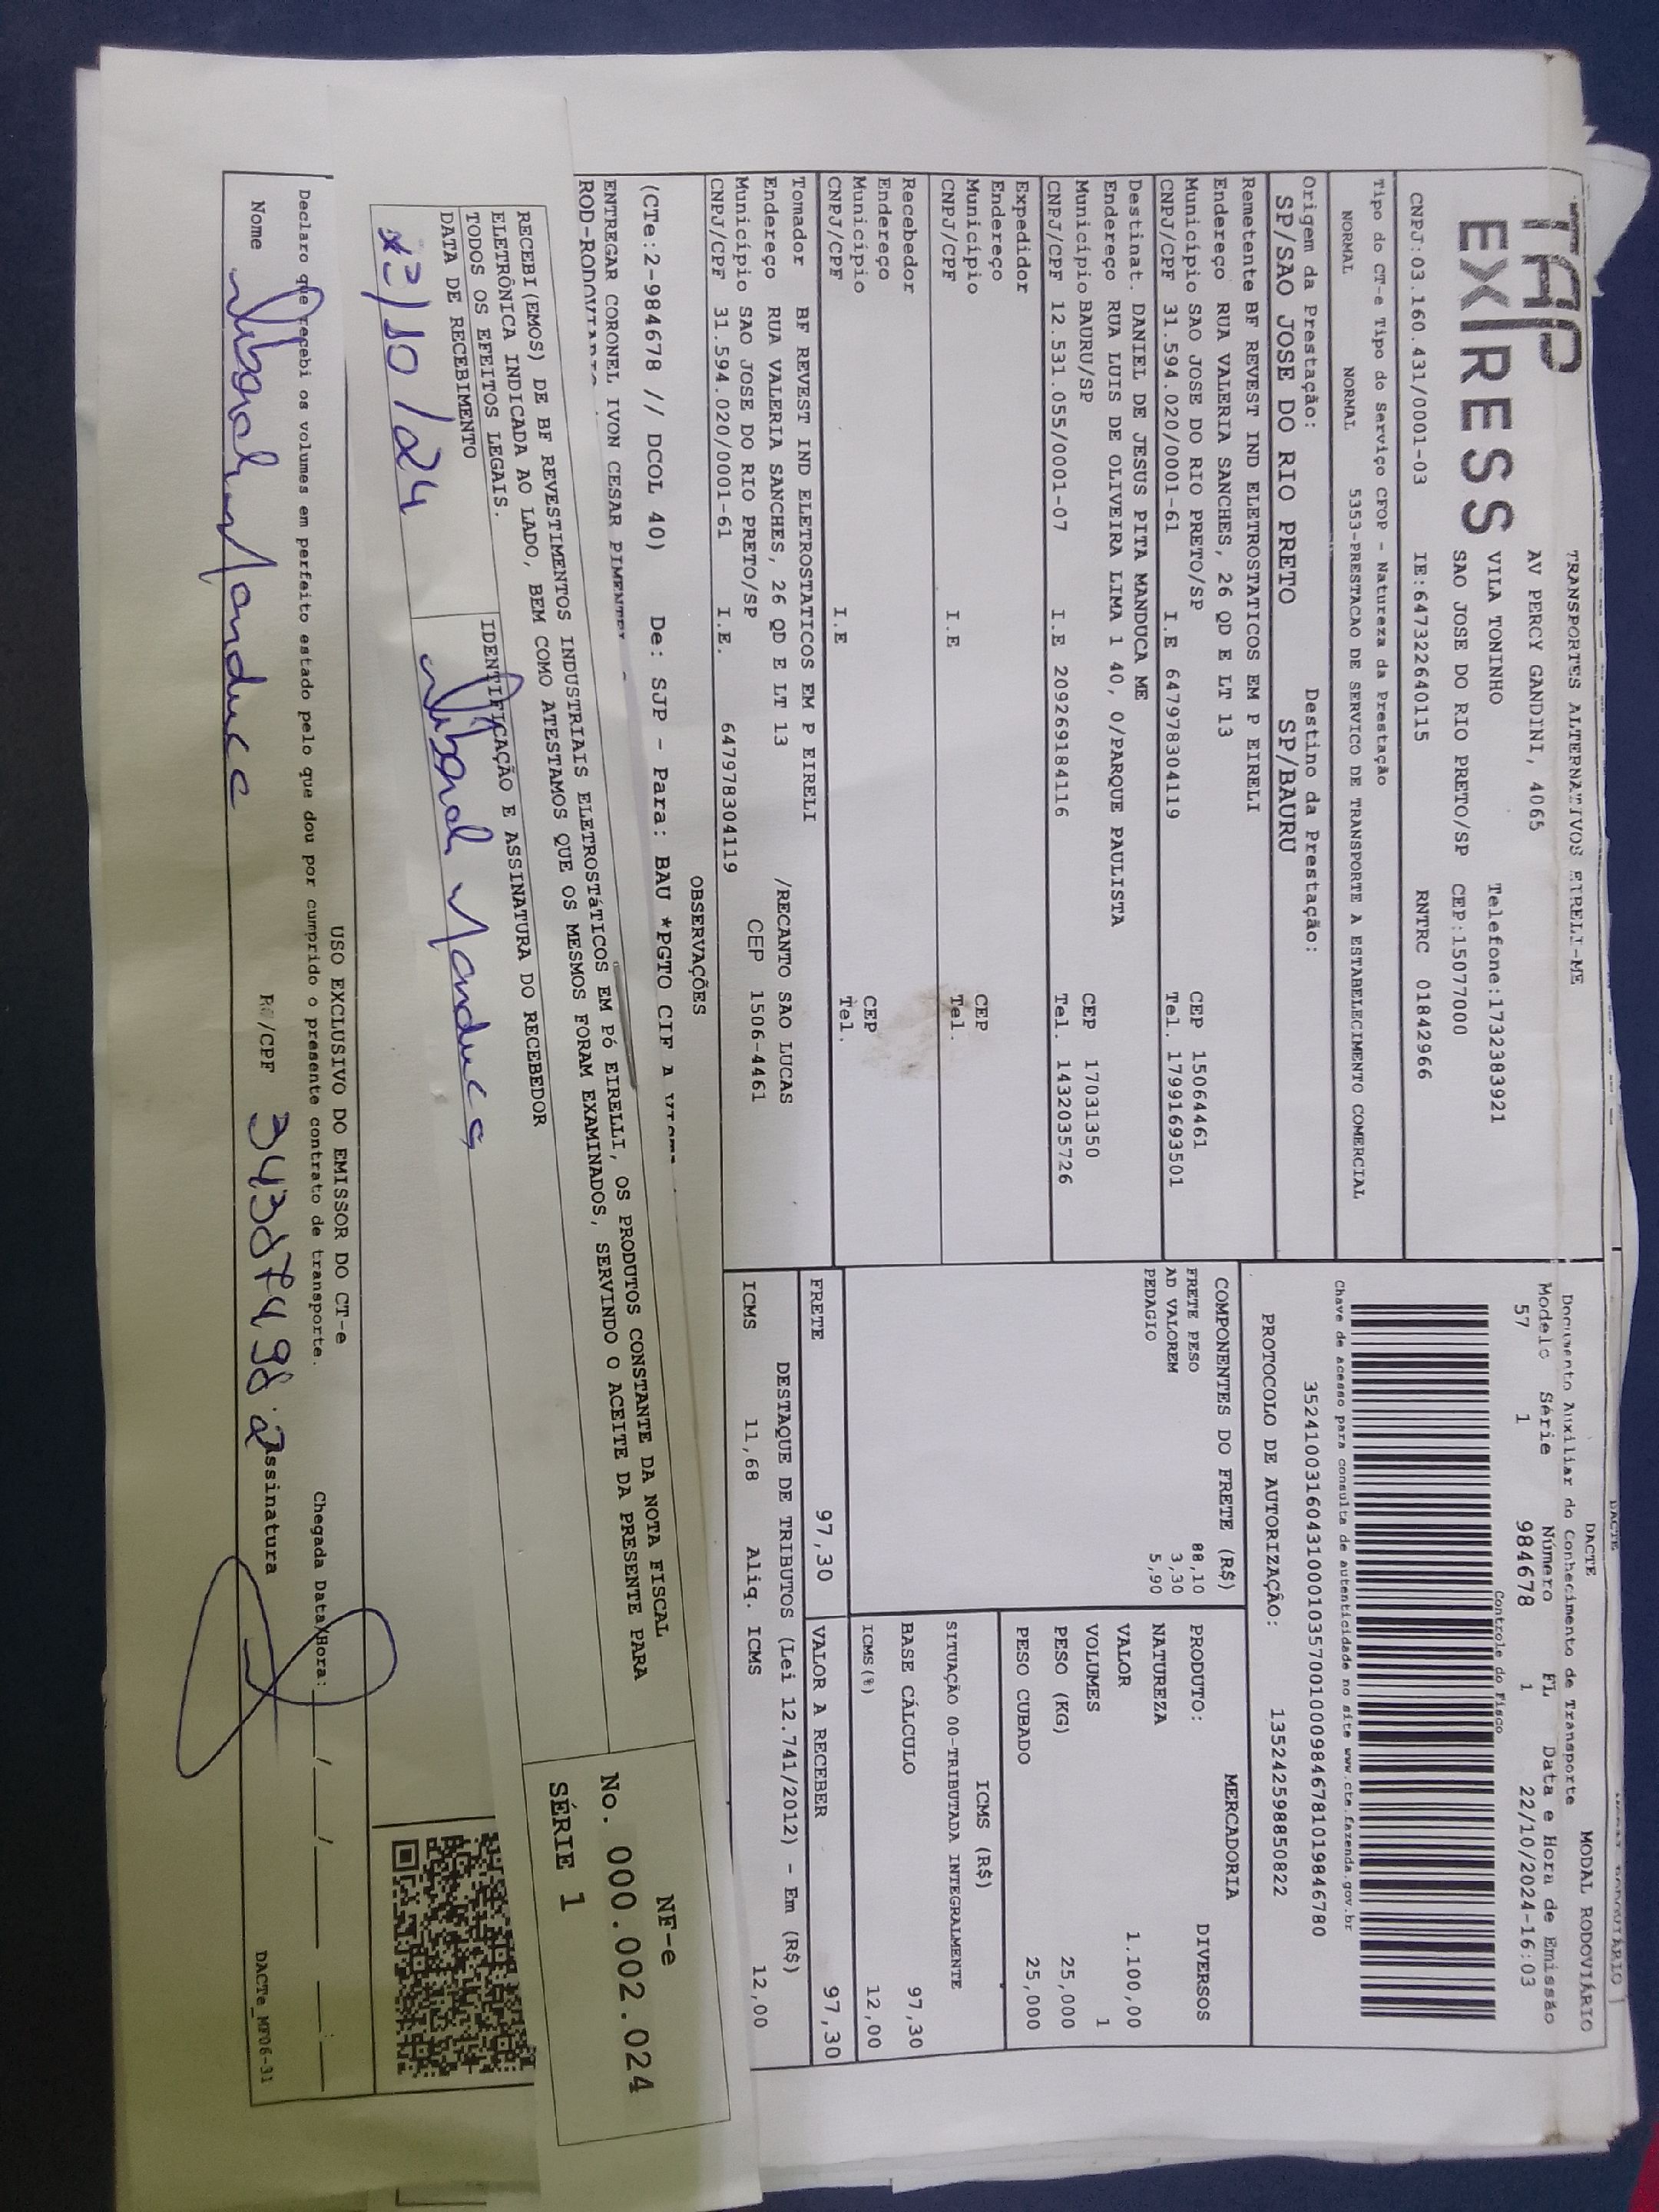 DACTE
TAP EXPRESS
TRANSPORTES ALTERNATIVOS EIRELI-ME
AV PERCY GANDINI, 4065
VILA TONINHO Telefone:1732383921
SAO JOSE DO RIO PRETO/SP CEP:15077000
CNPJ:03.160.431/0001-03 IE:647322640115 RNTRC 01842966
Tipo do CT-e Tipo do Serviço CFOP - Natureza da Prestação
NORMAL NORMAL 5353-PRESTACAO DE SERVICO DE TRANSPORTE A ESTABELECIMENTO COMERCIAL
Origem da Prestação: Destino da Prestação:
SP/SAO JOSE DO RIO PRETO SP/BAURU
DACTE MODAL RODOVIÁRIO
Documento Auxiliar do Conhecimento de Transporte
Modelo Série Número FL Data e Hora de Emissão
57 1 984678 1 22/10/2024-16:03
Controle do Fisco
Chave de acesso para consulta de autenticidade no site www.cte.fazenda.gov.br
35241003160431000103570010009846781019846780
PROTOCOLO DE AUTORIZAÇÃO: 135242598850822
Remetente BF REVEST IND ELETROSTATICOS EM P EIRELI
Endereço RUA VALERIA SANCHES, 26 QD E LT 13
Município SAO JOSE DO RIO PRETO/SP CEP 15064461
CNPJ/CPF 31.594.020/0001-61 I.E 647978304119 Tel. 17991693501
Destinat. DANIEL DE JESUS PITA MANDUCA ME
Endereço RUA LUIS DE OLIVEIRA LIMA 1 40, 0/PARQUE PAULISTA
Município BAURU/SP CEP 17031350
CNPJ/CPF 12.531.055/0001-07 I.E 209269184116 Tel. 1432035726
Expedidor
Endereço
Município CEP
CNPJ/CPF I.E Tel.
Recebedor
Endereço
Município CEP
CNPJ/CPF I.E Tel.
Tomador BF REVEST IND ELETROSTATICOS EM P EIRELI
Endereço RUA VALERIA SANCHES, 26 QD E LT 13 /RECANTO SAO LUCAS
Município SAO JOSE DO RIO PRETO/SP CEP 1506-4461
CNPJ/CPF 31.594.020/0001-61 I.E. 647978304119
COMPONENTES DO FRETE (R$)
FRETE PESO 88,10
AD VALOREM 3,30
PEDAGIO 5,90
MERCADORIA
PRODUTO: DIVERSOS
NATUREZA
VALOR 1.100,00
VOLUMES 1
PESO (KG) 25,000
PESO CUBADO 25,000
ICMS (R$)
SITUAÇÃO 00-TRIBUTADA INTEGRALMENTE
BASE CÁLCULO 97,30
ICMS(%) 12,00
FRETE 97,30 VALOR A RECEBER 97,30
DESTAQUE DE TRIBUTOS (Lei 12.741/2012) - Em (R$)
ICMS 11,68 Aliq. ICMS 12,00
OBSERVAÇÕES
(CTe:2-984678 // DCOL 40) De: SJP - Para: BAU *PGTO CIF A
ENTREGAR CORONEL IVON CESAR PIMENTEL
ROD-RODOVIARIO
RECEBI(EMOS) DE BF REVESTIMENTOS INDUSTRIAIS ELETROSTáTICOS EM Pó EIRELLI, OS PRODUTOS CONSTANTE DA NOTA FISCAL
ELETRÔNICA INDICADA AO LADO, BEM COMO ATESTAMOS QUE OS MESMOS FORAM EXAMINADOS, SERVINDO O ACEITE DA PRESENTE PARA
TODOS OS EFEITOS LEGAIS.
DATA DE RECEBIMENTO IDENTIFICAÇÃO E ASSINATURA DO RECEBEDOR
23/10/24 Manduca
NF-e
No. 000.002.024
SÉRIE 1
USO EXCLUSIVO DO EMISSOR DO CT-e
Declaro que recebi os volumes em perfeito estado pelo que dou por cumprido o presente contrato de transporte. Chegada Data/Hora: __/__/____ __:__
Nome Manduca RG/CPF Assinatura
DACTe_MF06-31